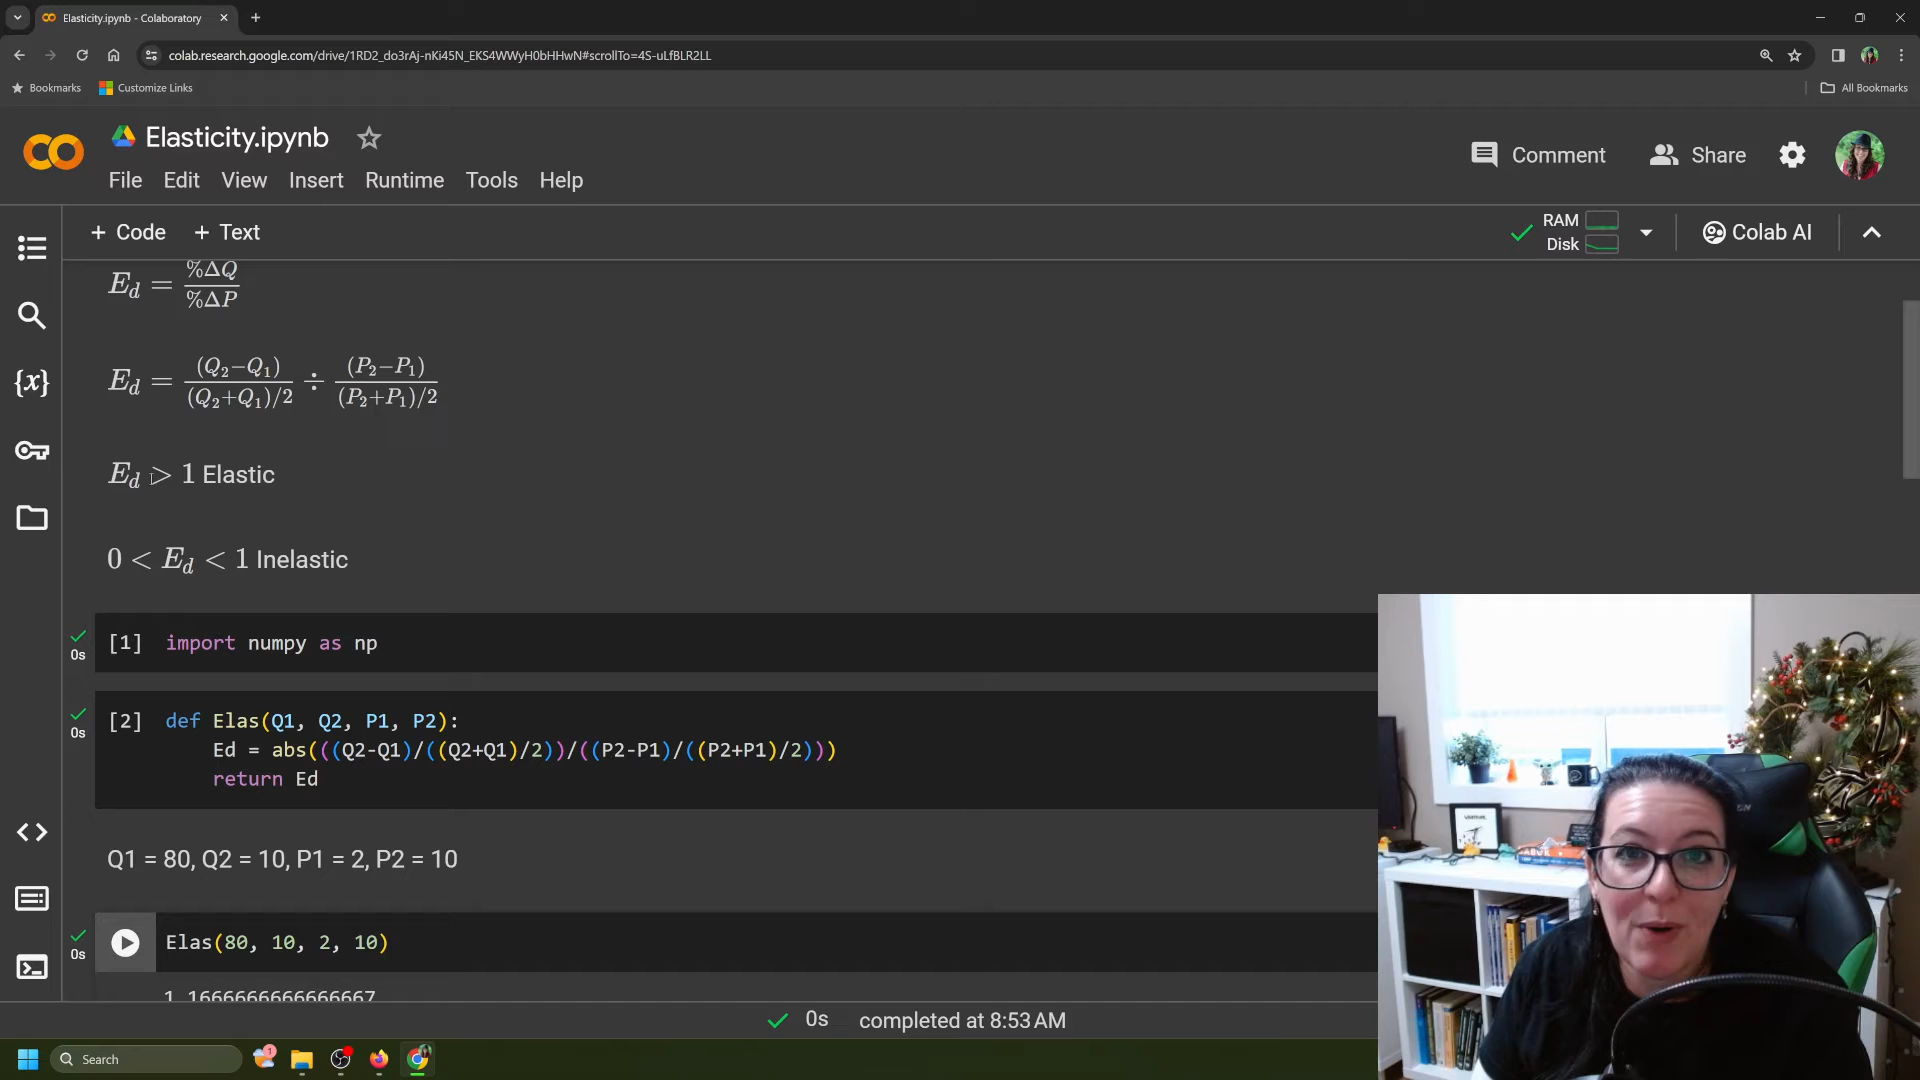 Elasticity.ipynb - Colaboratory
colab.research.google.com/drive/1RD2_do3rAj-nKi45N_EKS4WWyH0bHHwN#scrollTo=4S-uLfBLR2LL
Bookmarks
Customize Links
All Bookmarks
Elasticity.ipynb
Comment
Share
File Edit View Insert Runtime Tools Help
+ Code + Text
RAM
Disk
Colab AI
E_d = %ΔQ / %ΔP
E_d = (Q₂−Q₁) / (Q₂+Q₁)/2 ÷ (P₂−P₁) / (P₂+P₁)/2
E_d > 1 Elastic
0 < E_d < 1 Inelastic
{x}
0s
[1] import numpy as np
0s
[2] def Elas(Q1, Q2, P1, P2):
Ed = abs(((Q2-Q1)/((Q2+Q1)/2))/((P2-P1)/((P2+P1)/2)))
return Ed
Q1 = 80, Q2 = 10, P1 = 2, P2 = 10
0s
Elas(80, 10, 2, 10)
1.1666666666666667
0s completed at 8:53 AM
Search
1